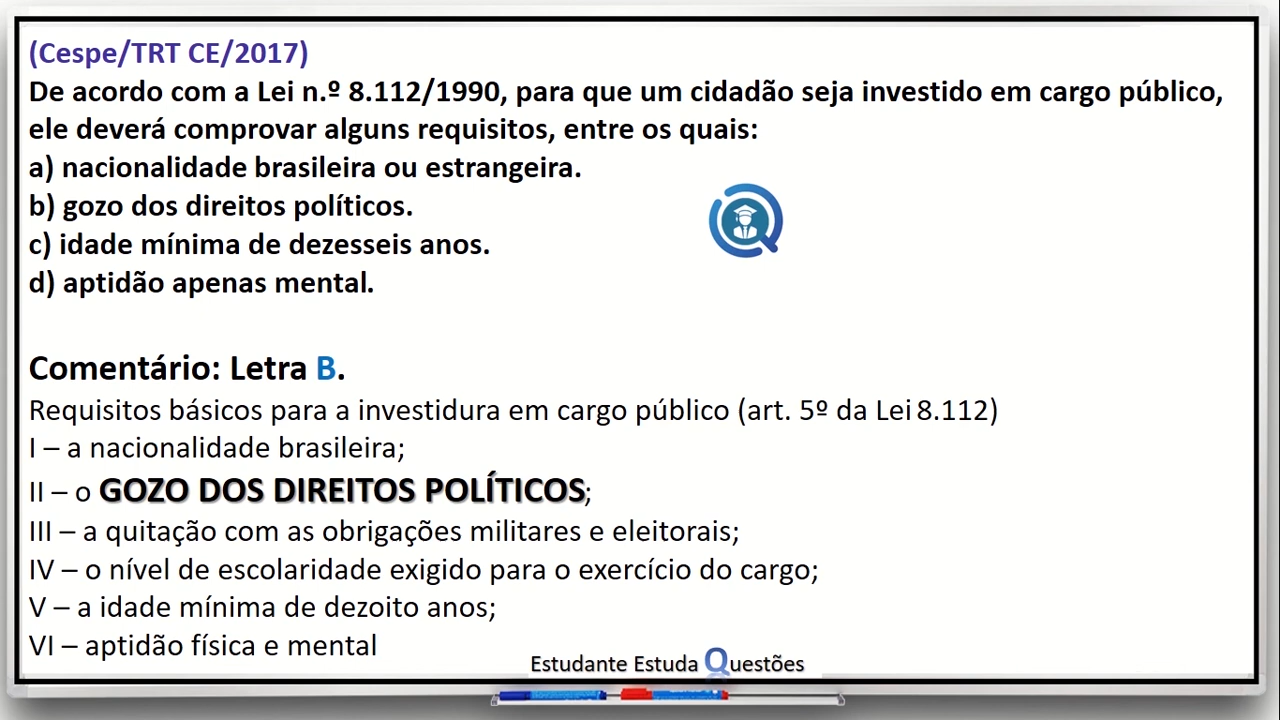 (Cespe/TRT CE/2017)
De acordo com a Lei n.º 8.112/1990, para que um cidadão seja investido em cargo público,
ele deverá comprovar alguns requisitos, entre os quais:
a) nacionalidade brasileira ou estrangeira.
b) gozo dos direitos políticos.
c) idade mínima de dezesseis anos.
d) aptidão apenas mental.
Comentário: Letra B.
Requisitos básicos para a investidura em cargo público (art. 5º da Lei 8.112)
I – a nacionalidade brasileira;
II – o GOZO DOS DIREITOS POLÍTICOS;
III – a quitação com as obrigações militares e eleitorais;
IV – o nível de escolaridade exigido para o exercício do cargo;
V – a idade mínima de dezoito anos;
VI – aptidão física e mental
Estudante Estuda Questões